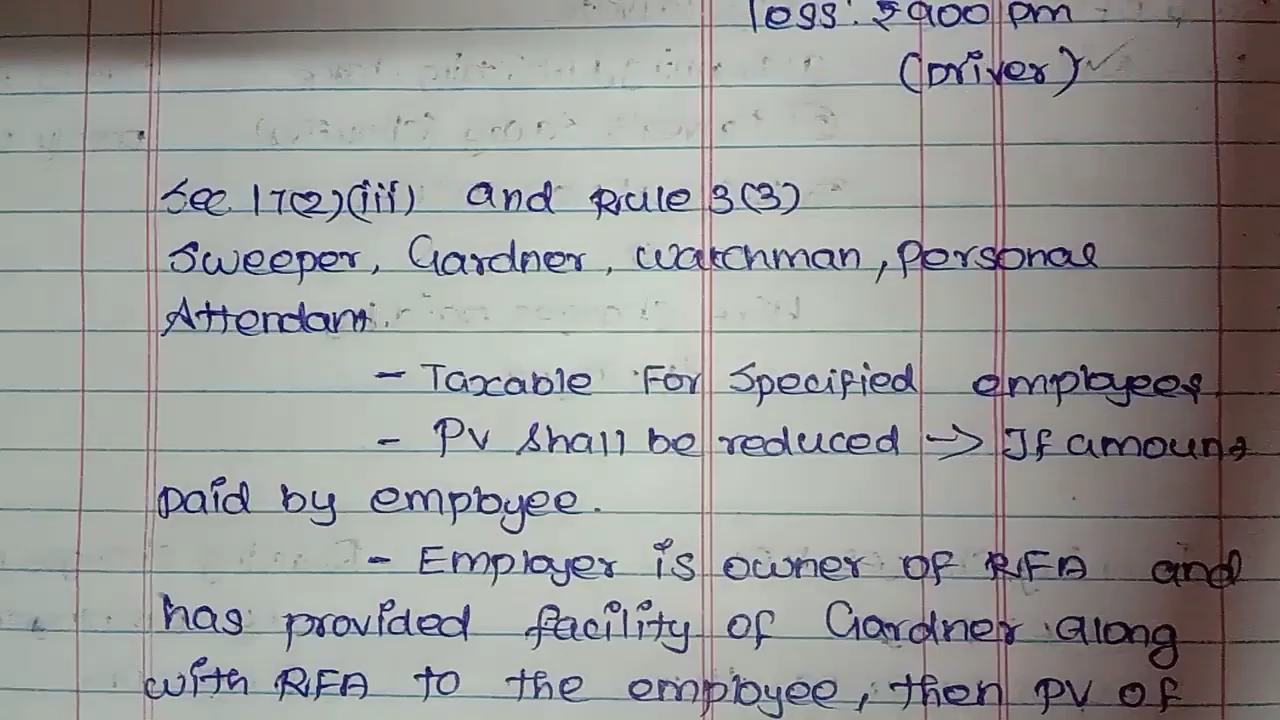 less: ₹900 pm
(Driver)✓
Sec 17(2)(iii) and Rule 3(3)
Sweeper, Gardner, watchman, Personal
Attendant.
- Taxable For Specified employees
- PV shall be reduced -> If amount
paid by employee.
- Employer is owner of RFA and
has provided facility of Gardner along
with RFA to the employee, then PV OF